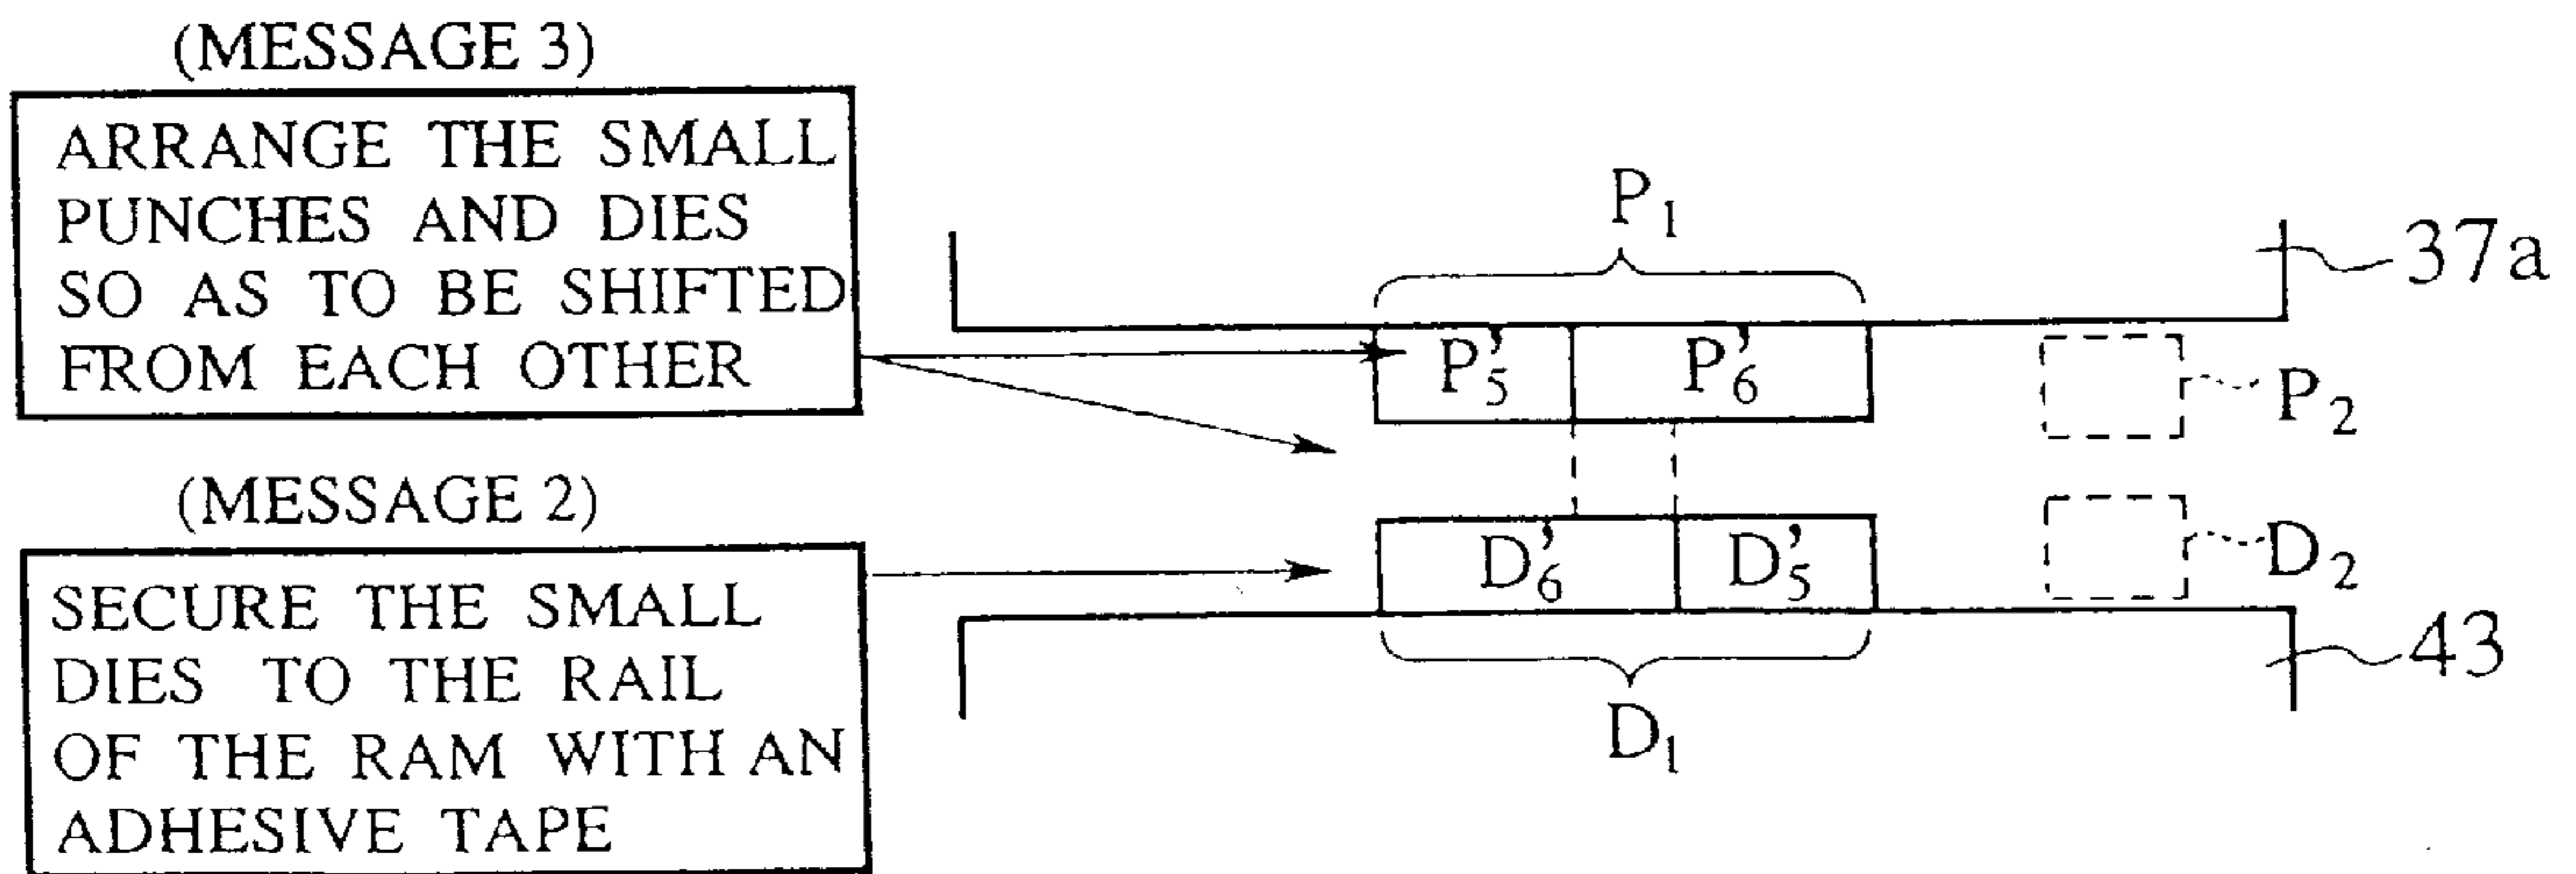 (MESSAGE 3)
ARRANGE THE SMALL
PUNCHES AND DIES
SO AS TO BE SHIFTED
FROM EACH OTHER
(MESSAGE 2)
SECURE THE SMALL
DIES TO THE RAIL
OF THE RAM WITH AN
ADHESIVE TAPE
P₁
37a
P'₅ P'₆
P₂
D'₆ D'₅
D₂
43
D₁